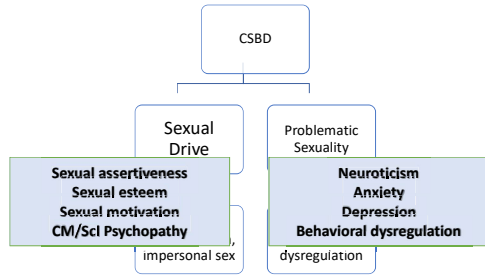 CSBD
Sexual
Drive
Problematic
Sexuality
Sexual assertiveness
Sexual esteem
Sexual motivation
CM/ScI Psychopathy
Neuroticism
Anxiety
Depression
Behavioral dysregulation
impersonal sex
dysregulation